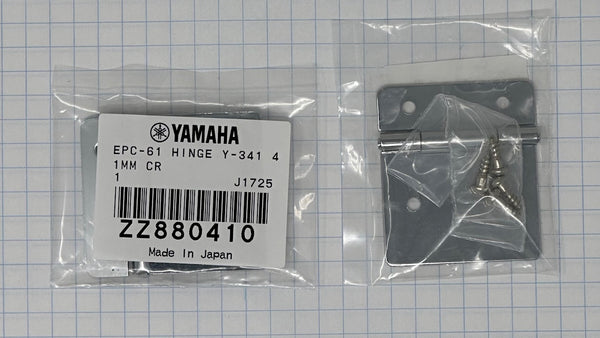 YAMAHA
EPC-61 HINGE Y-341 4
1MM CR
1 J1725
ZZ880410
Made In Japan